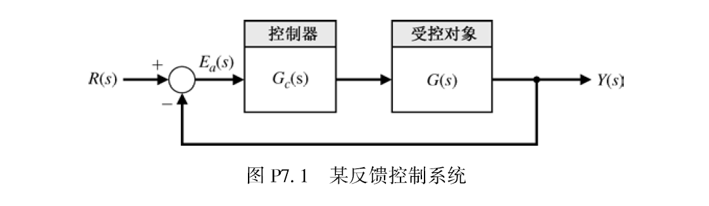 控制器
受控对象
R(s)
+
E_a(s)
G_c(s)
G(s)
Y(s)
−
图 P7.1 某反馈控制系统